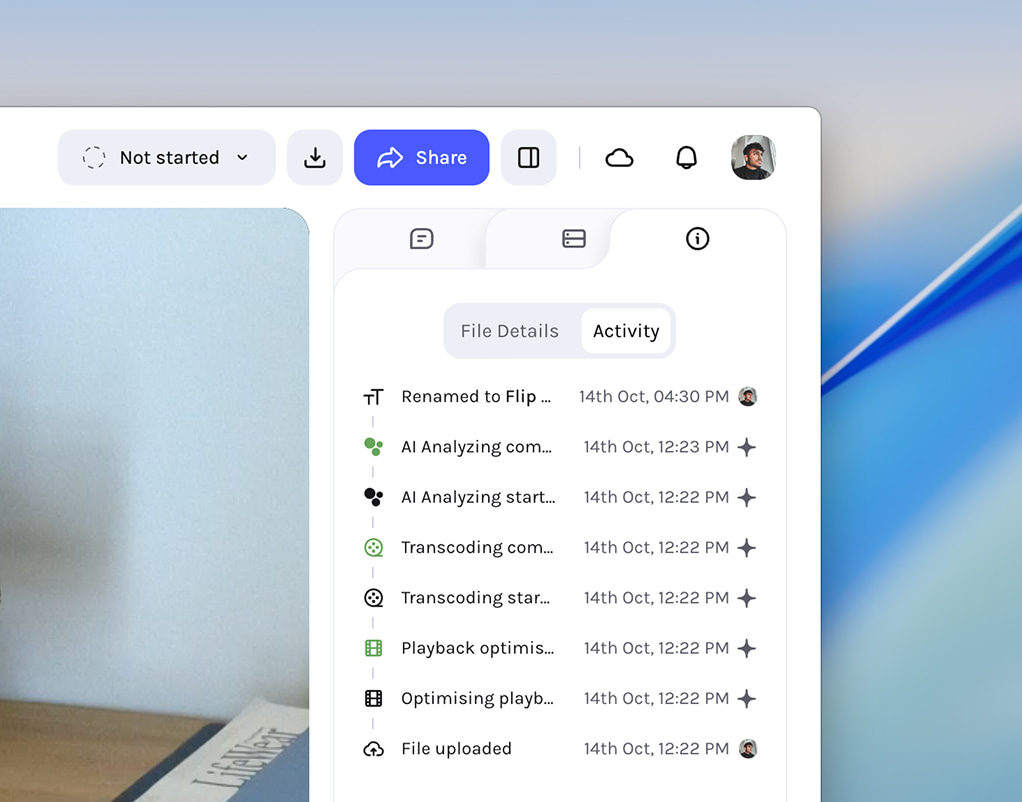 Not started
Share
File Details
Activity
Renamed to Flip ... 14th Oct, 04:30 PM
AI Analyzing com... 14th Oct, 12:23 PM
AI Analyzing start... 14th Oct, 12:22 PM
Transcoding com... 14th Oct, 12:22 PM
Transcoding star... 14th Oct, 12:22 PM
Playback optimis... 14th Oct, 12:22 PM
Optimising playb... 14th Oct, 12:22 PM
File uploaded 14th Oct, 12:22 PM
LifeWear